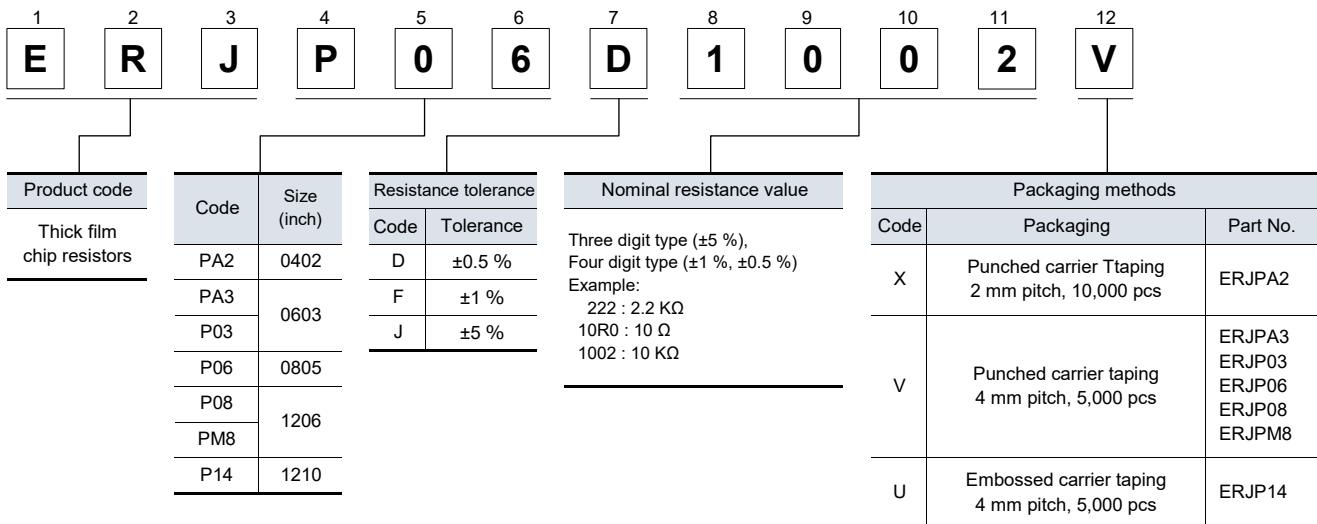 1 2 3 4 5 6 7 8 9 10 11 12
E R J P 0 6 D 1 0 0 2 V
Product code
Thick film
chip resistors
Code Size
(inch)
PA2 0402
PA3 0603
P03
P06 0805
P08 1206
PM8
P14 1210
Resistance tolerance
Code Tolerance
D ±0.5 %
F ±1 %
J ±5 %
Nominal resistance value
Three digit type (±5 %),
Four digit type (±1 %, ±0.5 %)
Example:
222 : 2.2 KΩ
10R0 : 10 Ω
1002 : 10 KΩ
Packaging methods
Code Packaging Part No.
X Punched carrier Ttaping
2 mm pitch, 10,000 pcs ERJPA2
V Punched carrier taping
4 mm pitch, 5,000 pcs
ERJPA3
ERJP03
ERJP06
ERJP08
ERJPM8
U Embossed carrier taping
4 mm pitch, 5,000 pcs ERJP14